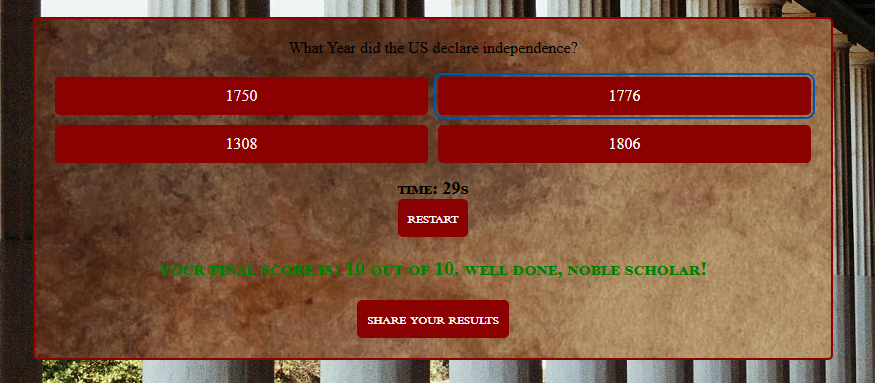 What Year did the US declare independence?
1750
1776
1308
1806
TIME: 29S
RESTART
YOUR FINAL SCORE IS: 10 OUT OF 10. WELL DONE, NOBLE SCHOLAR!
SHARE YOUR RESULTS